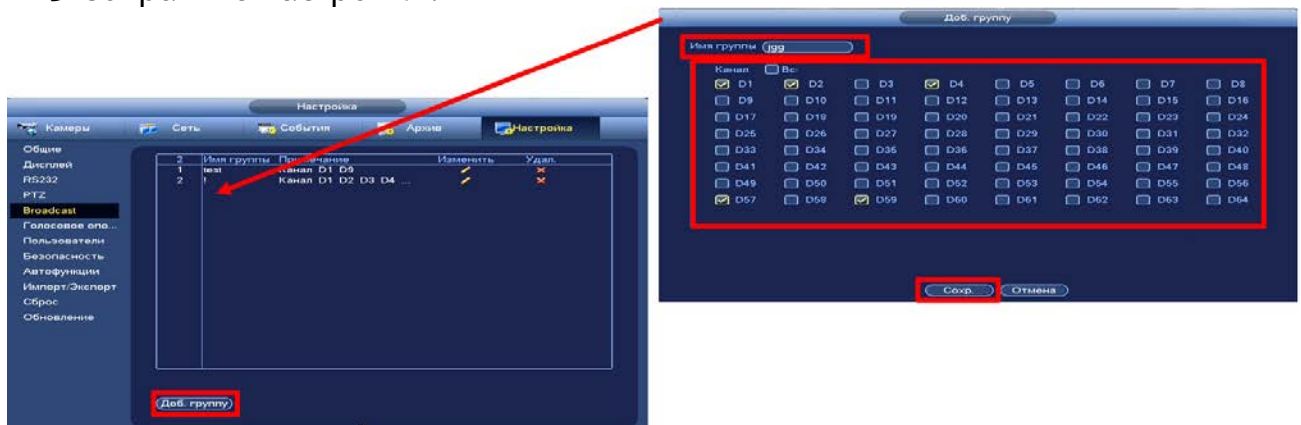 Настройка
Камеры Сеть События Архив Настройка
Общие
Дисплей
RS232
PTZ
Broadcast
Голосовое опо...
Пользователи
Безопасность
Автофункции
Импорт/Экспорт
Сброс
Обновление
2 Имя группы Примечание Изменить Удал.
1 test Канал D1 D9
2 ! Канал D1 D2 D3 D4 ...
Доб. группу
Доб. группу
Имя группы jgg
Канал Вс
D1 D2 D3 D4 D5 D6 D7 D8
D9 D10 D11 D12 D13 D14 D15 D16
D17 D18 D19 D20 D21 D22 D23 D24
D25 D26 D27 D28 D29 D30 D31 D32
D33 D34 D35 D36 D37 D38 D39 D40
D41 D42 D43 D44 D45 D46 D47 D48
D49 D50 D51 D52 D53 D54 D55 D56
D57 D58 D59 D60 D61 D62 D63 D64
Сохр. Отмена